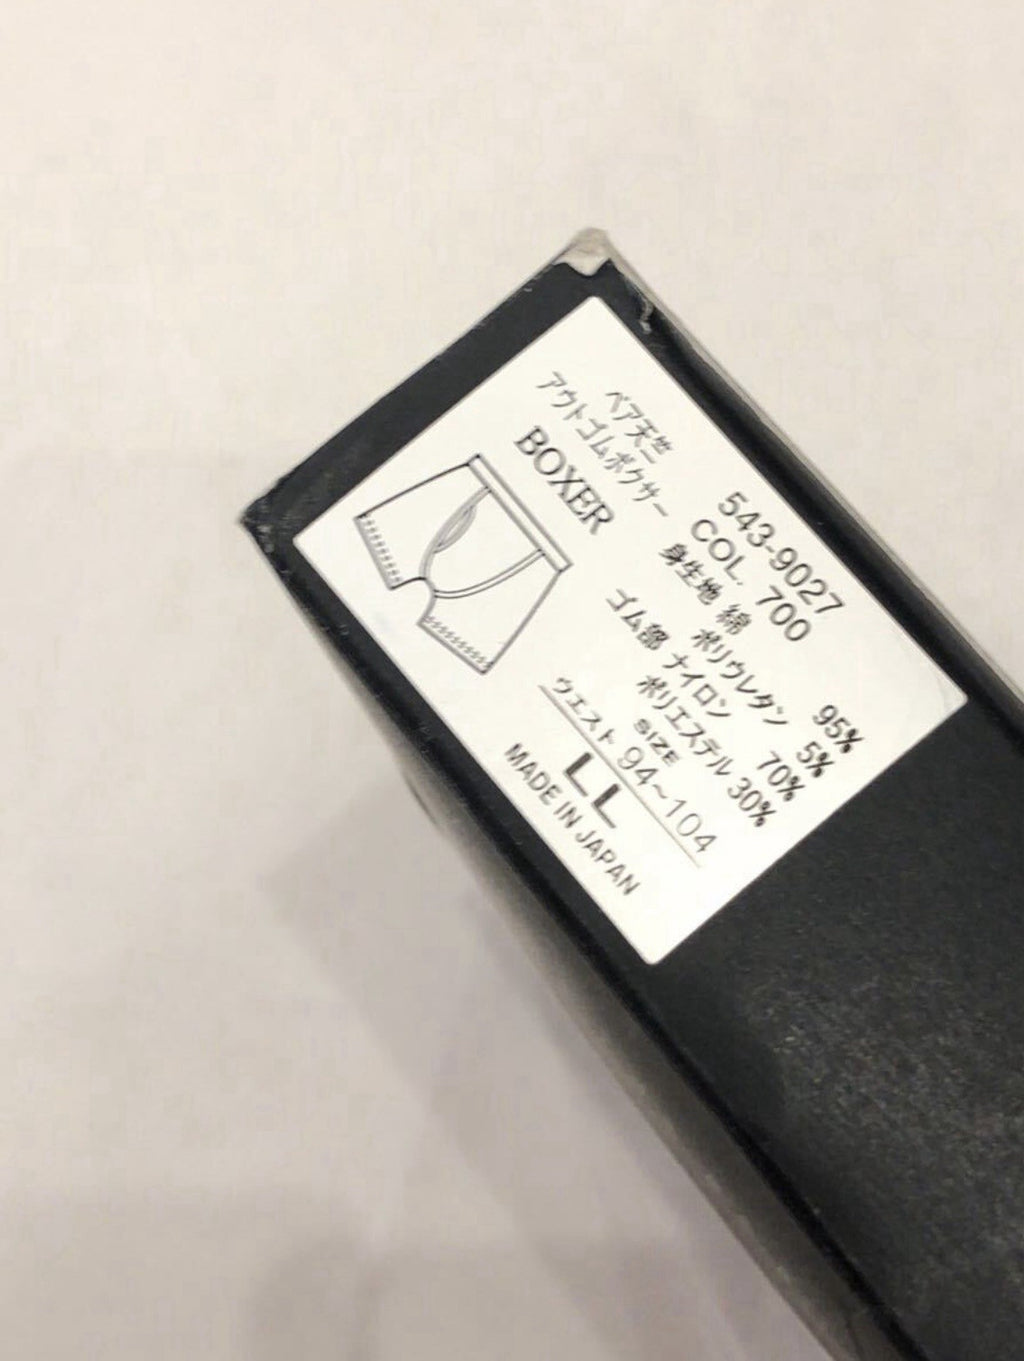 ベア天竺
アウトゴムボクサー
BOXER
543-9027
COL. 700
身生地 綿 95%
ポリウレタン 5%
ゴム部 ナイロン 70%
ポリエステル 30%
SIZE
ウエスト 94~104
LL
MADE IN JAPAN